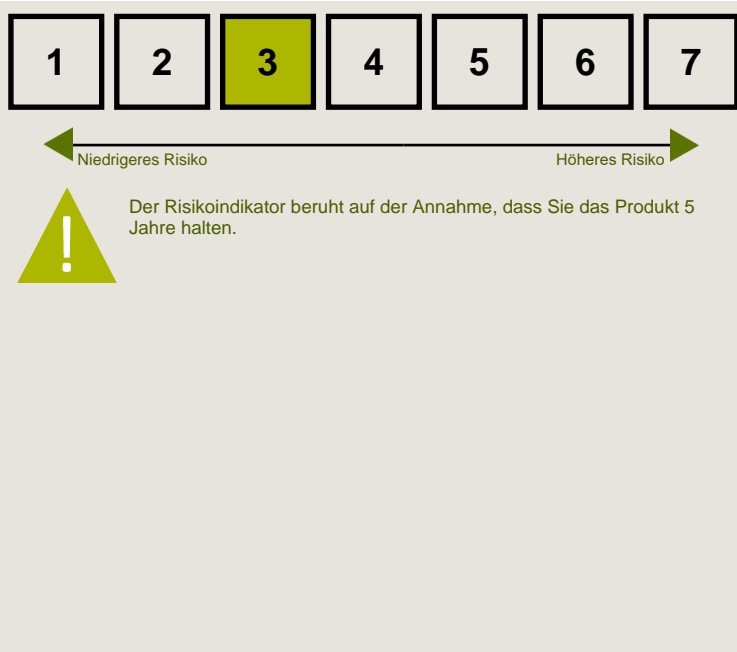 1 2 3 4 5 6 7
Niedrigeres Risiko Höheres Risiko
!
Der Risikoindikator beruht auf der Annahme, dass Sie das Produkt 5
Jahre halten.